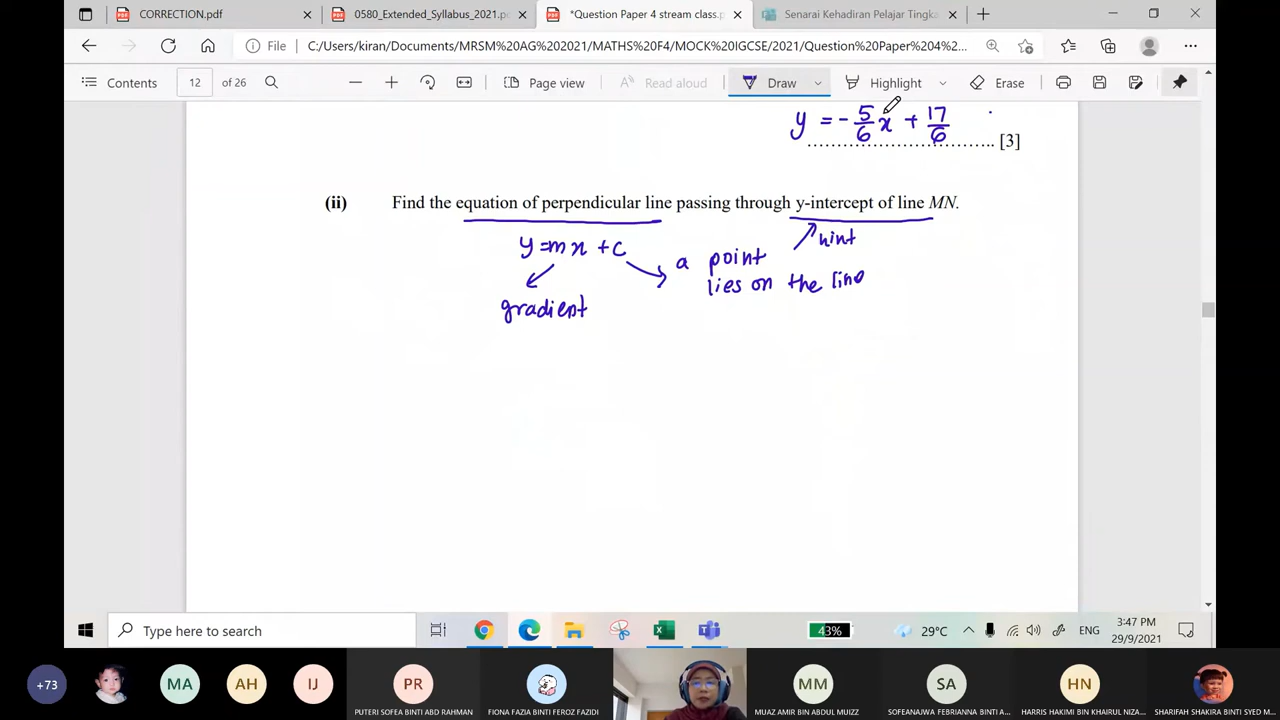 CORRECTION.pdf
0580_Extended_Syllabus_2021.p
*Question Paper 4 stream class.p
Senarai Kehadiran Pelajar Tingka
File
C:/Users/kiran/Documents/MRSM%20AG%202021/MATHS%20F4/MOCK%20IGCSE/2021/Question%20Paper%204%2...
Contents
12 of 26
Page view
Read aloud
Draw
Highlight
Erase
y = -5/6 x + 17/6
[3]
(ii) Find the equation of perpendicular line passing through y-intercept of line MN.
y=mx +c
hint
a point
lies on the line
gradient
Type here to search
43%
29°C
ENG
3:47 PM
29/9/2021
+73
MA
AH
IJ
PR
PUTERI SOFEA BINTI ABD RAHMAN
FIONA FAZIA BINTI FEROZ FAZIDI
MM
MUAZ AMIR BIN ABDUL MUIZZ
SA
SOFEANAJWA FEBRIANNA BINTI A...
HN
HARRIS HAKIMI BIN KHAIRUL NIZA...
SHARIFAH SHAKIRA BINTI SYED M...